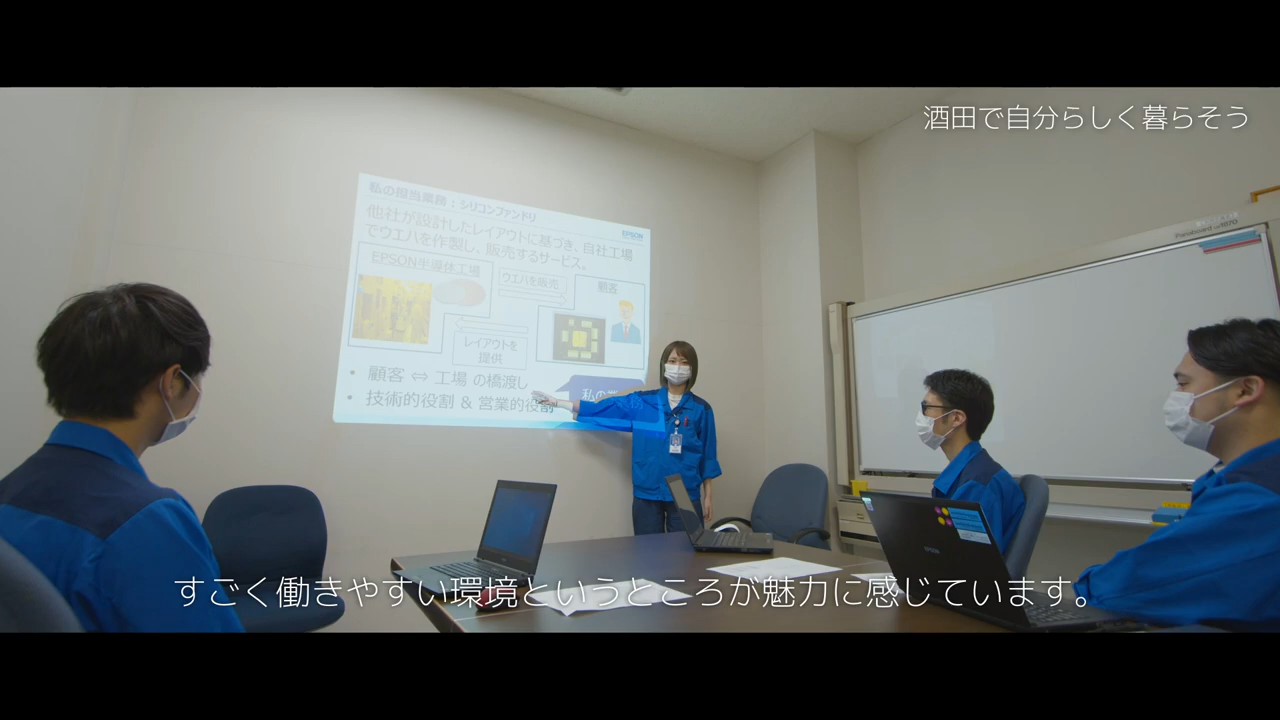 酒田で自分らしく暮らそう
私の担当業務：シリコンファンドリ
EPSON
他社が設計したレイアウトに基づき、自社工場
でウエハを作製し、販売するサービス。
EPSON半導体工場
ウエハを販売
顧客
レイアウトを
提供
• 顧客 ⇔ 工場 の橋渡し
• 技術的役割 & 営業的役割
私の業務
Panaboard
EPSON
すごく働きやすい環境というところが魅力に感じています。